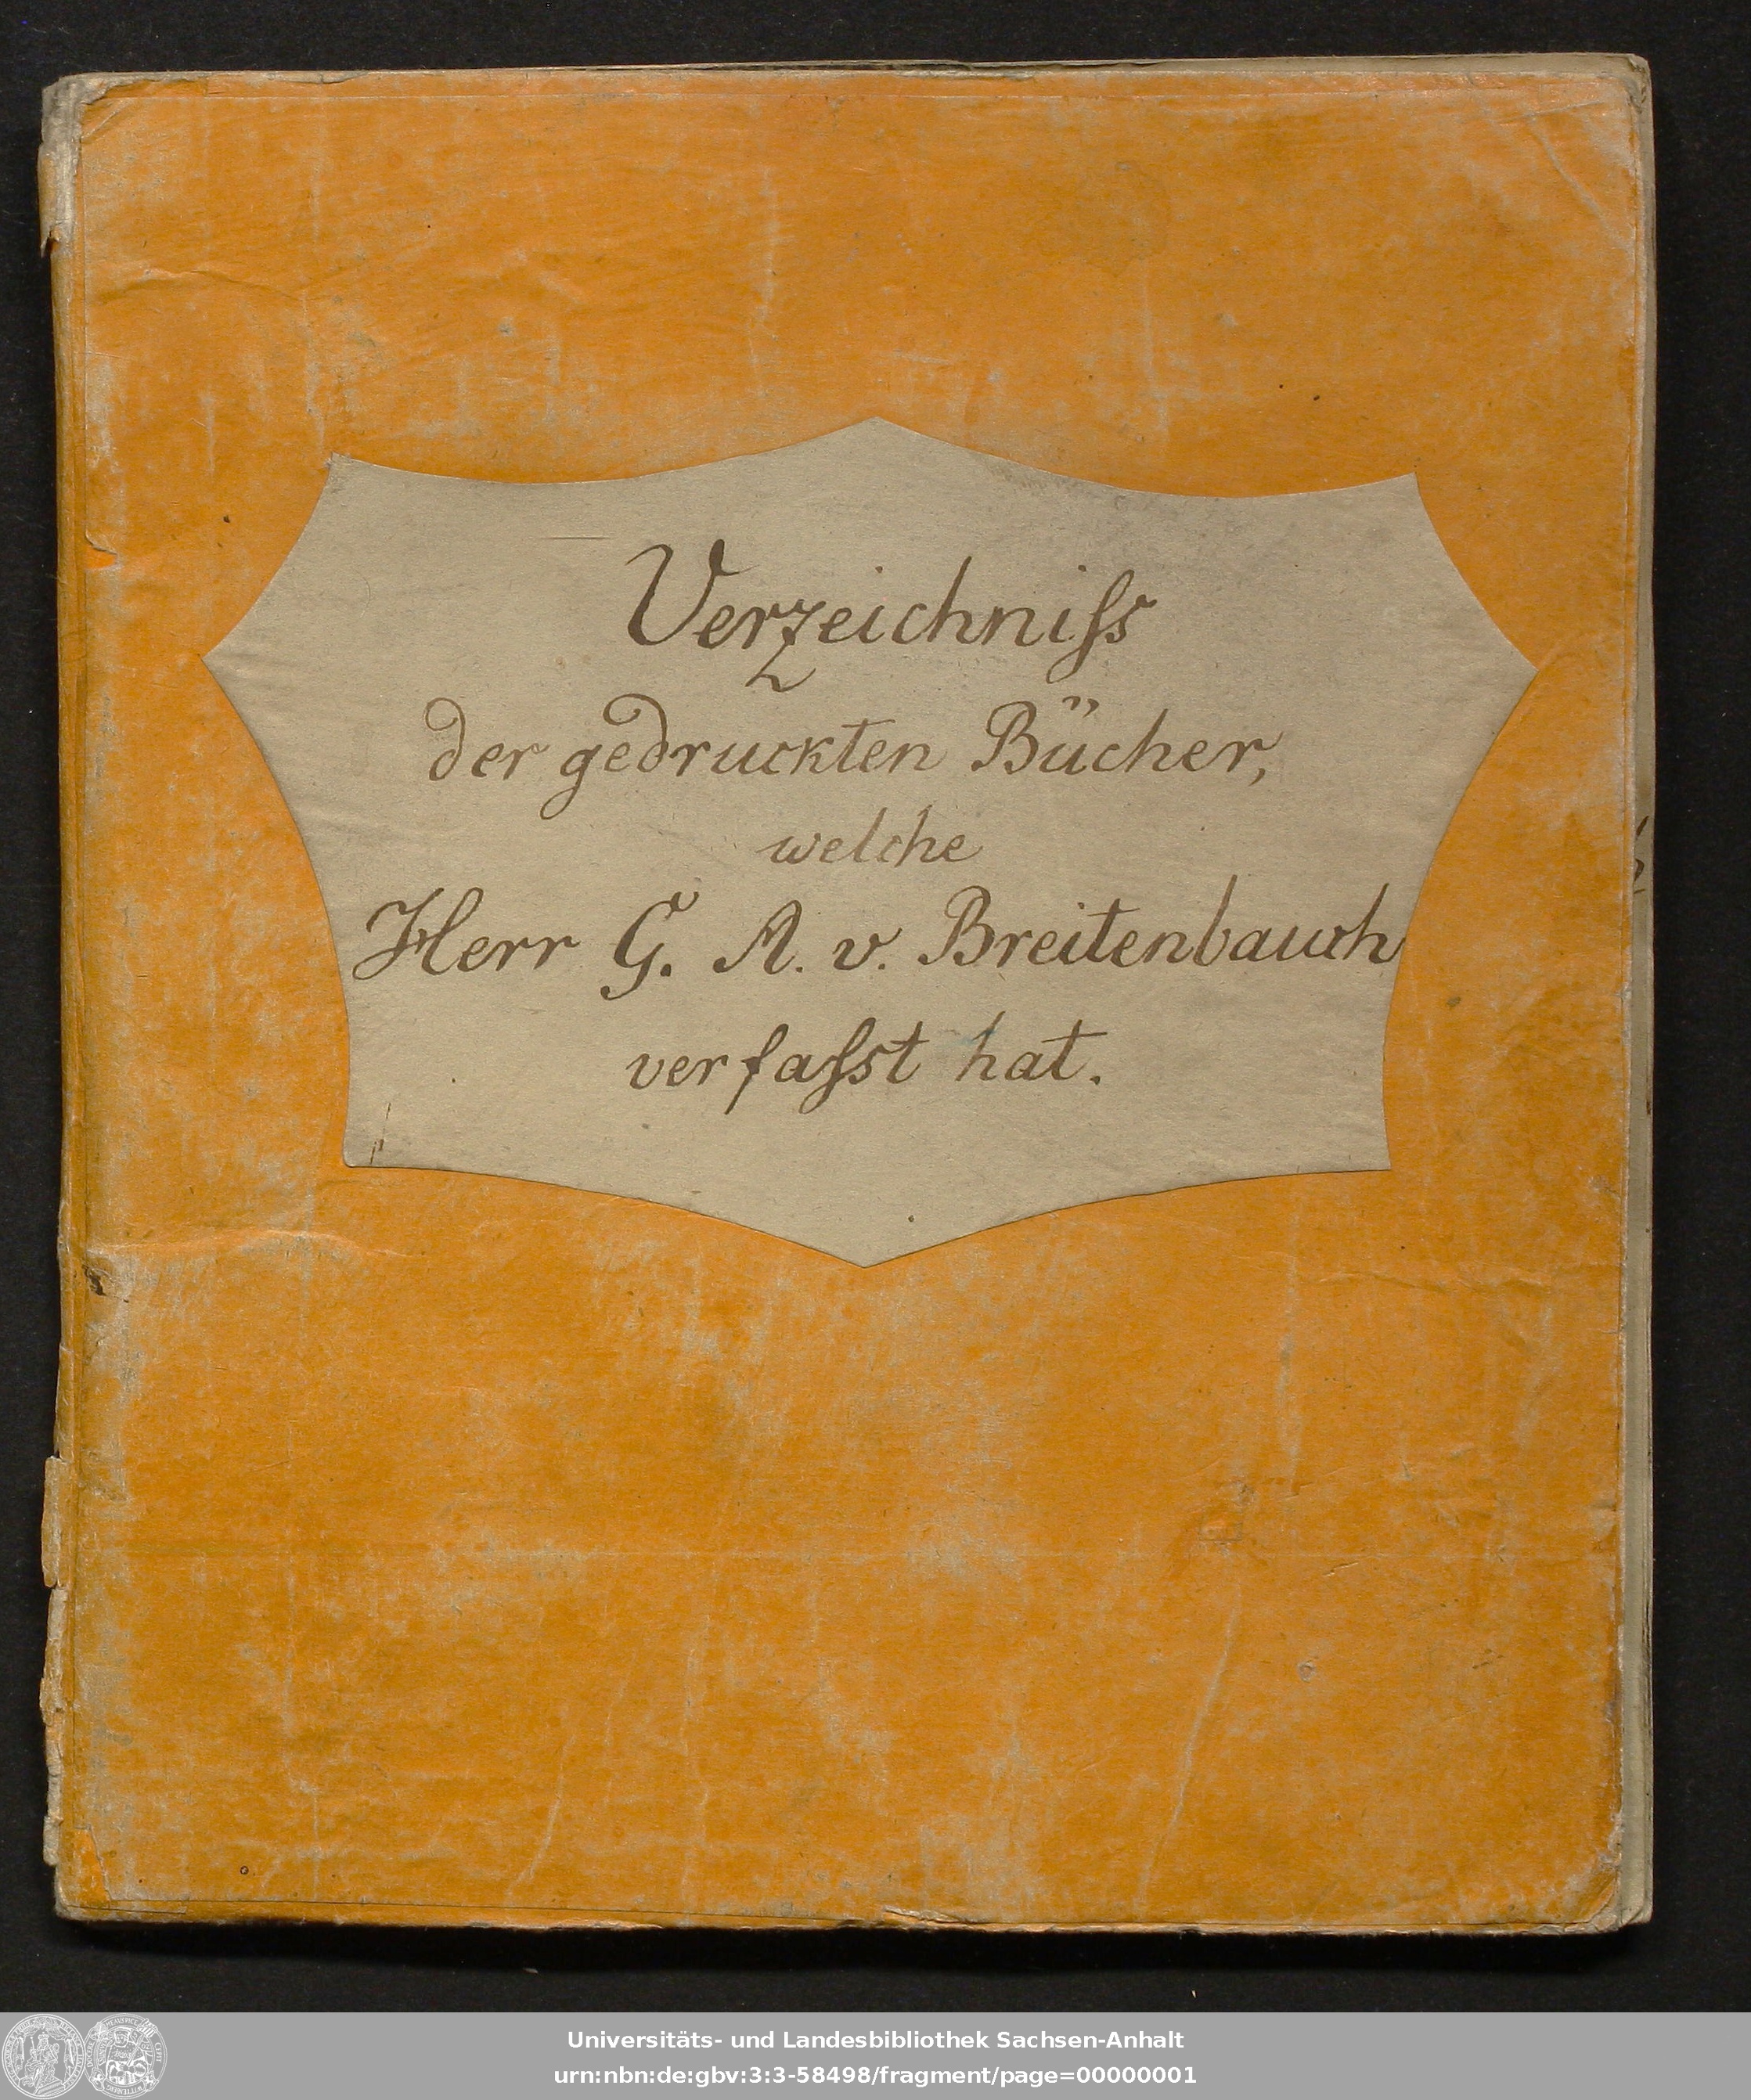 Verzeichniſs
der gedruckten Bücher,
welche
Herr G. A. v. Breitenbauch
verfaſst hat.
Universitäts- und Landesbibliothek Sachsen-Anhalt
urn:nbn:de:gbv:3:3-58498/fragment/page=00000001